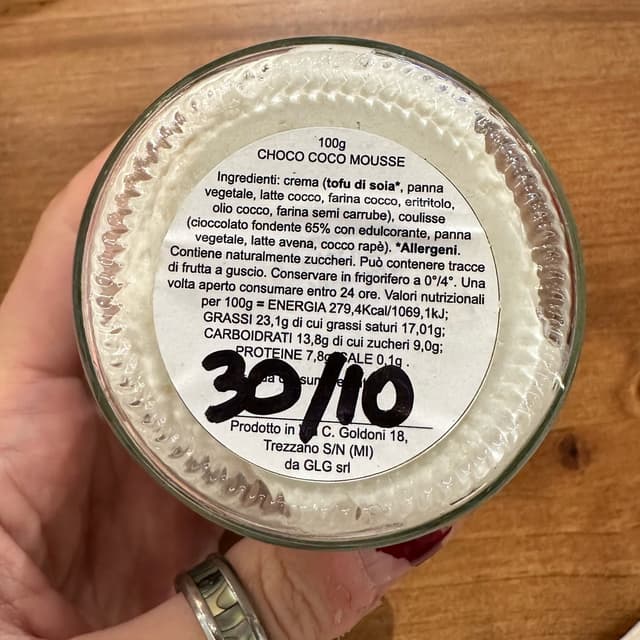 100g
CHOCO COCO MOUSSE
Ingredienti: crema (tofu di soia*, panna
vegetale, latte cocco, farina cocco, eritritolo,
olio cocco, farina semi carrube), coulisse
(cioccolato fondente 65% con edulcorante, panna
vegetale, latte avena, cocco rapè). *Allergeni.
Contiene naturalmente zuccheri. Può contenere tracce
di frutta a guscio. Conservare in frigorifero a 0°/4°. Una
volta aperto consumare entro 24 ore. Valori nutrizionali
per 100g = ENERGIA 279,4Kcal/1069,1kJ;
GRASSI 23,1g di cui grassi saturi 17,01g;
CARBOIDRATI 13,8g di cui zucheri 9,0g;
PROTEINE 7,8g SALE 0,1g .
30/10
Prodotto in C. Goldoni 18,
Trezzano S/N (MI)
da GLG srl